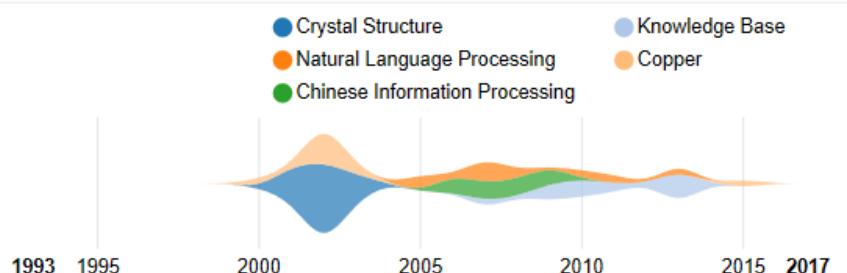 Crystal Structure Knowledge Base
Natural Language Processing Copper
Chinese Information Processing
1993 1995 2000 2005 2010 2015 2017